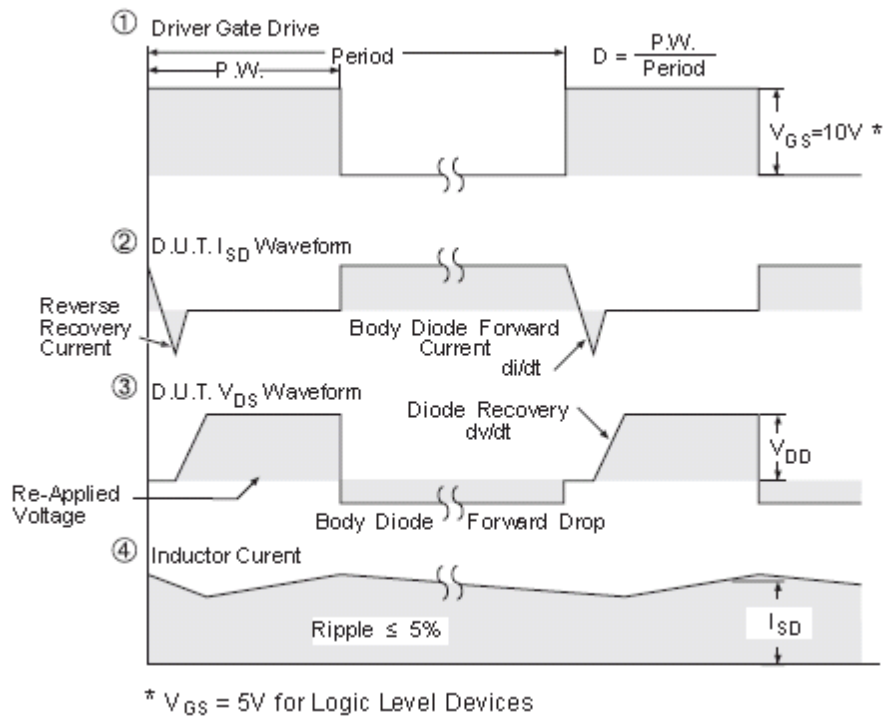 ① Driver Gate Drive
Period
P.W.
D = P.W. / Period
V_GS=10V *
② D.U.T. I_SD Waveform
Reverse
Recovery
Current
Body Diode Forward
Current
di/dt
③ D.U.T. V_DS Waveform
Diode Recovery
dv/dt
V_DD
Re-Applied
Voltage
Body Diode Forward Drop
④ Inductor Curent
Ripple ≤ 5%
I_SD
* V_GS = 5V for Logic Level Devices